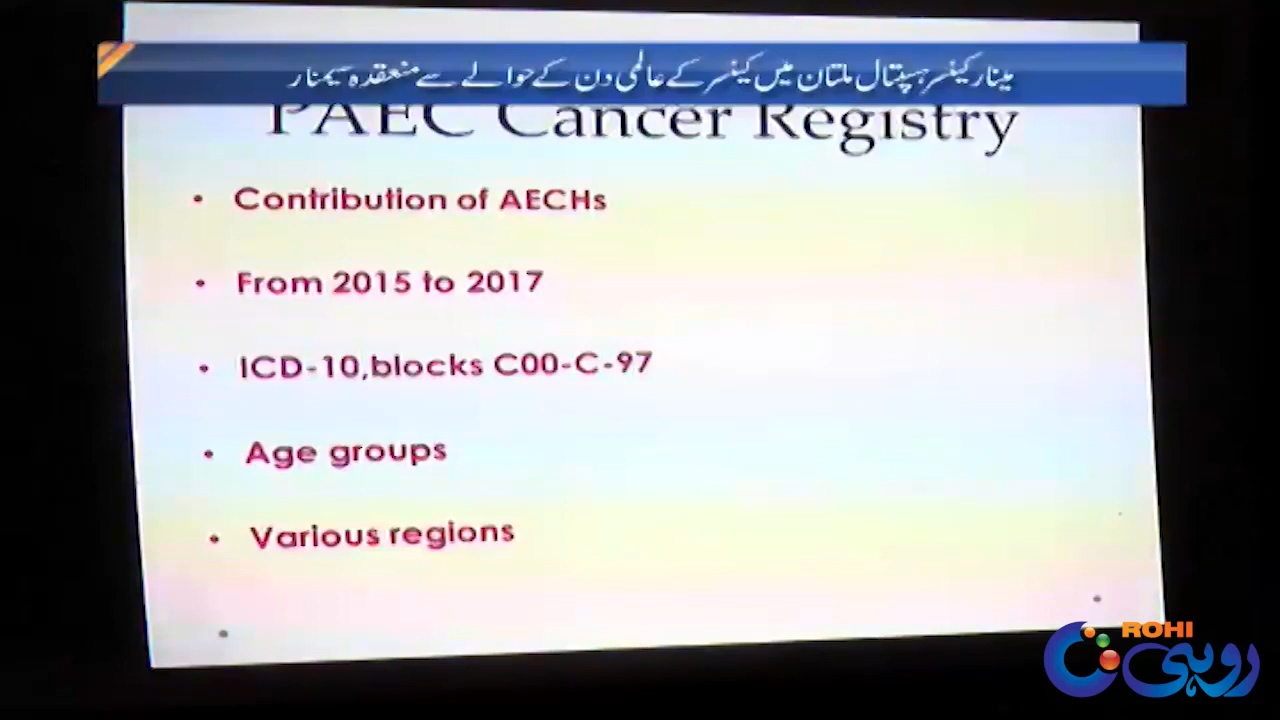 مینار کینسر ہسپتال ملتان میں کینسر کے عالمی دن کے حوالے سے منعقدہ سیمنار
PAEC Cancer Registry
• Contribution of AECHs
• From 2015 to 2017
• ICD-10,blocks C00-C-97
• Age groups
• Various regions
ROHI
روہی